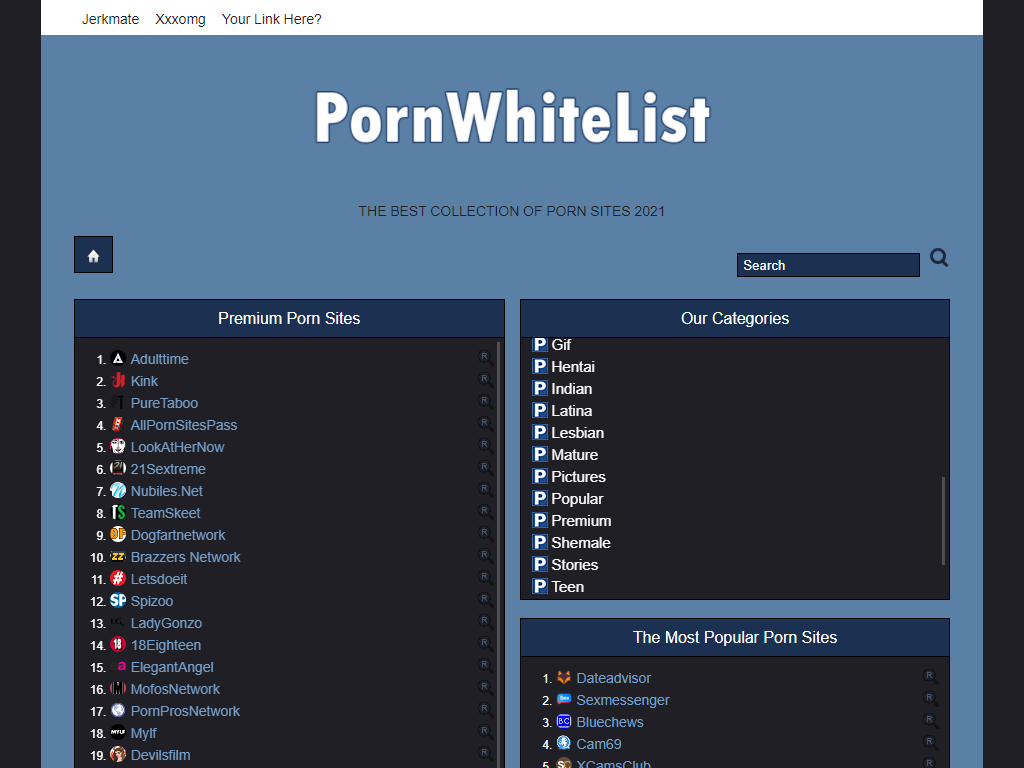 Jerkmate Xxxomg Your Link Here?
PornWhiteList
THE BEST COLLECTION OF PORN SITES 2021
Search
Premium Porn Sites
1. Adulttime
2. Kink
3. PureTaboo
4. AllPornSitesPass
5. LookAtHerNow
6. 21Sextreme
7. Nubiles.Net
8. TeamSkeet
9. Dogfartnetwork
10. Brazzers Network
11. Letsdoeit
12. Spizoo
13. LadyGonzo
14. 18Eighteen
15. ElegantAngel
16. MofosNetwork
17. PornProsNetwork
18. Mylf
19. Devilsfilm
Our Categories
Gif
Hentai
Indian
Latina
Lesbian
Mature
Pictures
Popular
Premium
Shemale
Stories
Teen
The Most Popular Porn Sites
1. Dateadvisor
2. Sexmessenger
3. Bluechews
4. Cam69
5. XCamsClub